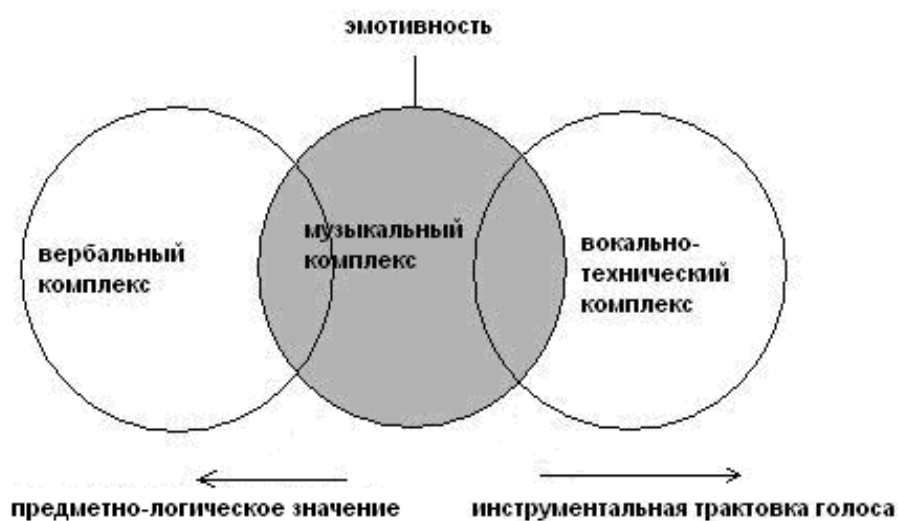 эмотивность
вербальный
комплекс
музыкальный
комплекс
вокально-
технический
комплекс
предметно-логическое значение
инструментальная трактовка голоса